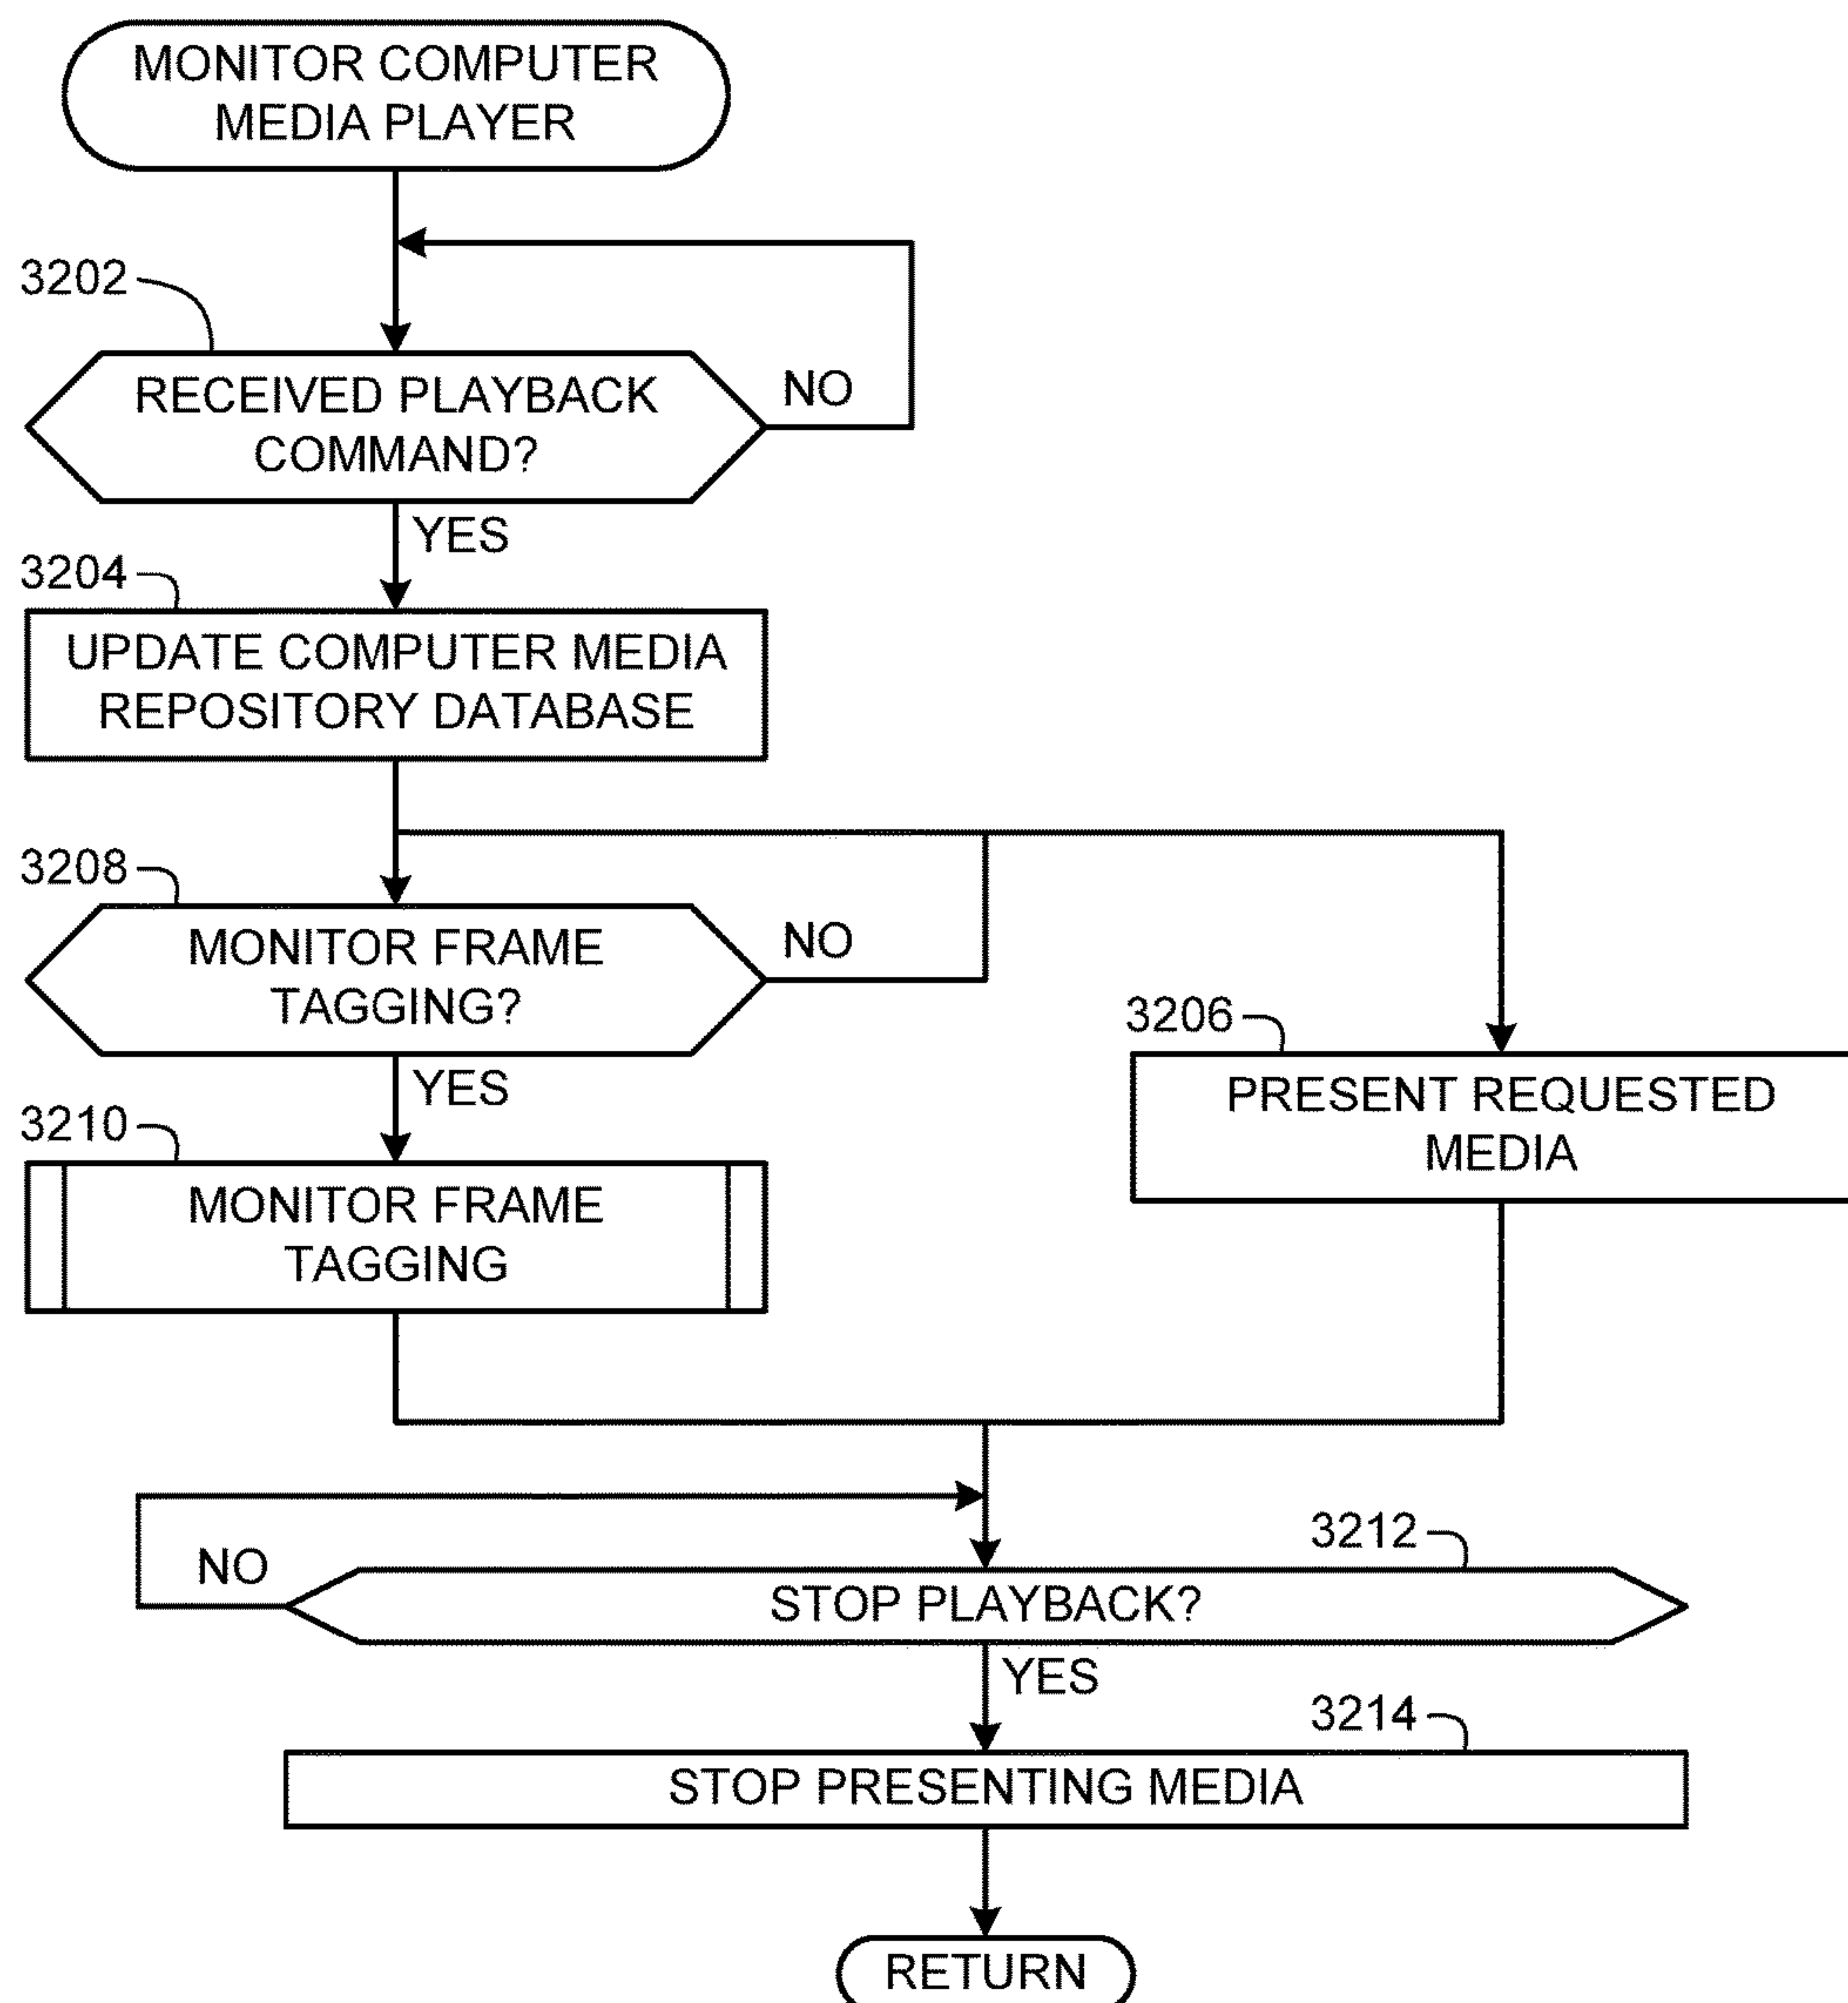 MONITOR COMPUTER
MEDIA PLAYER
3202
RECEIVED PLAYBACK
COMMAND?
NO
YES
3204
UPDATE COMPUTER MEDIA
REPOSITORY DATABASE
3208
MONITOR FRAME
TAGGING?
NO
YES
3206
PRESENT REQUESTED
MEDIA
3210
MONITOR FRAME
TAGGING
3212
NO
STOP PLAYBACK?
YES
3214
STOP PRESENTING MEDIA
RETURN